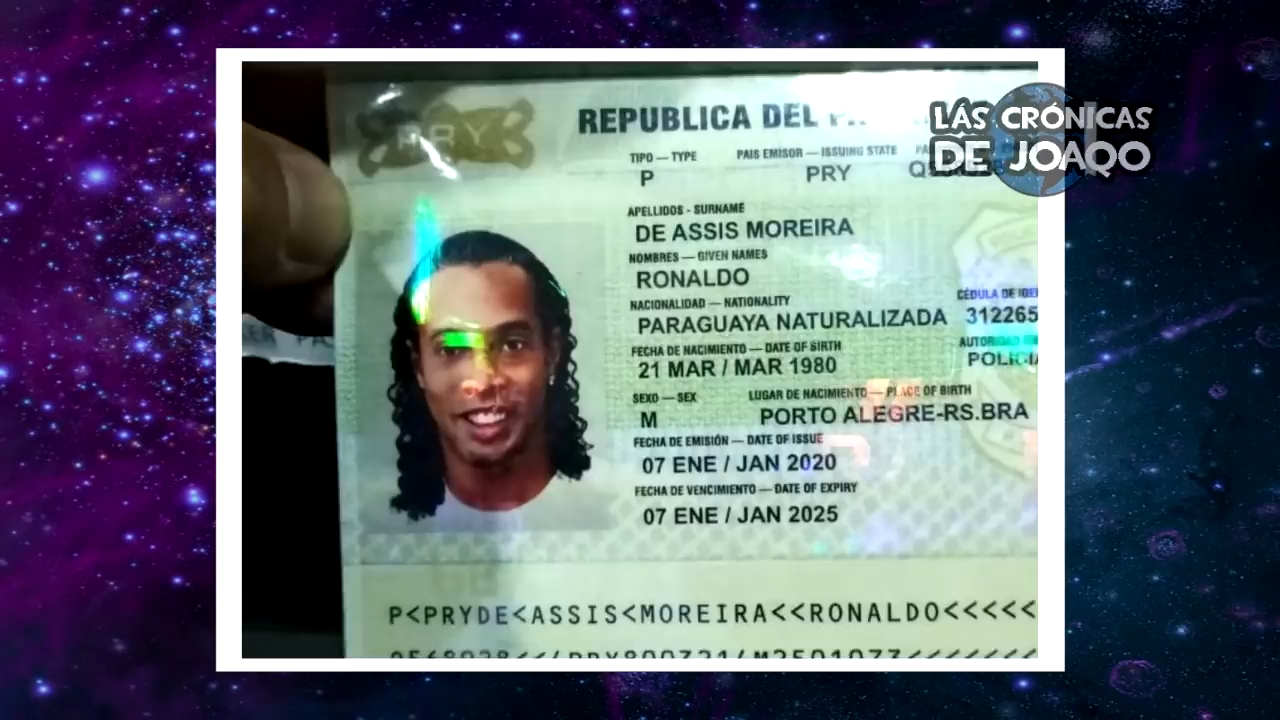 LÁS CRÓNICAS
DE JOAQO
PRY
REPUBLICA DEL
TIPO — TYPE
PAIS EMISOR — ISSUING STATE
P
PRY
APELLIDOS - SURNAME
DE ASSIS MOREIRA
NOMBRES — GIVEN NAMES
RONALDO
NACIONALIDAD — NATIONALITY
PARAGUAYA NATURALIZADA
312265
FECHA DE NACIMIENTO — DATE OF BIRTH
21 MAR / MAR 1980
SEXO — SEX
LUGAR DE NACIMIENTO — PLACE OF BIRTH
M
PORTO ALEGRE-RS.BRA
FECHA DE EMISIÓN — DATE OF ISSUE
07 ENE / JAN 2020
FECHA DE VENCIMIENTO — DATE OF EXPIRY
07 ENE / JAN 2025
P<PRYDE<ASSIS<MOREIRA<<RONALDO<<<<<